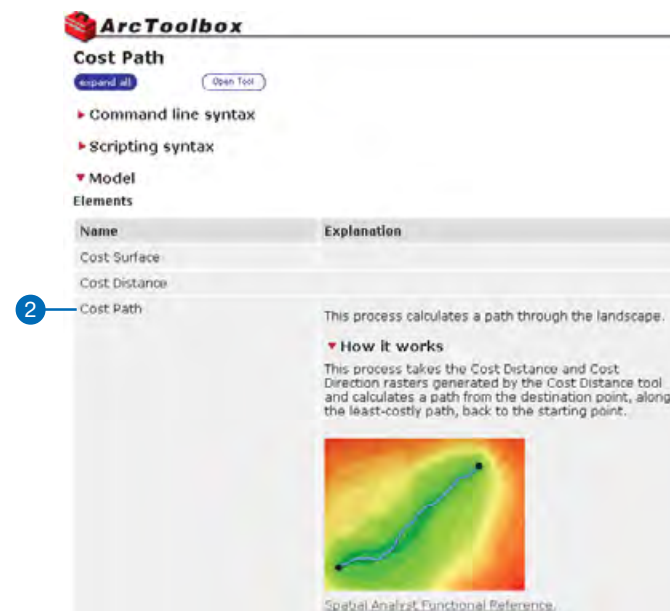 ArcToolbox
Cost Path
expand all
Open Tool
Command line syntax
Scripting syntax
Model
Elements
Name Explanation
Cost Surface
Cost Distance
2 Cost Path
This process calculates a path through the landscape.
How it works
This process takes the Cost Distance and Cost
Direction rasters generated by the Cost Distance tool
and calculates a path from the destination point, along
the least-costly path, back to the starting point.
Spatial Analyst Functional Reference.